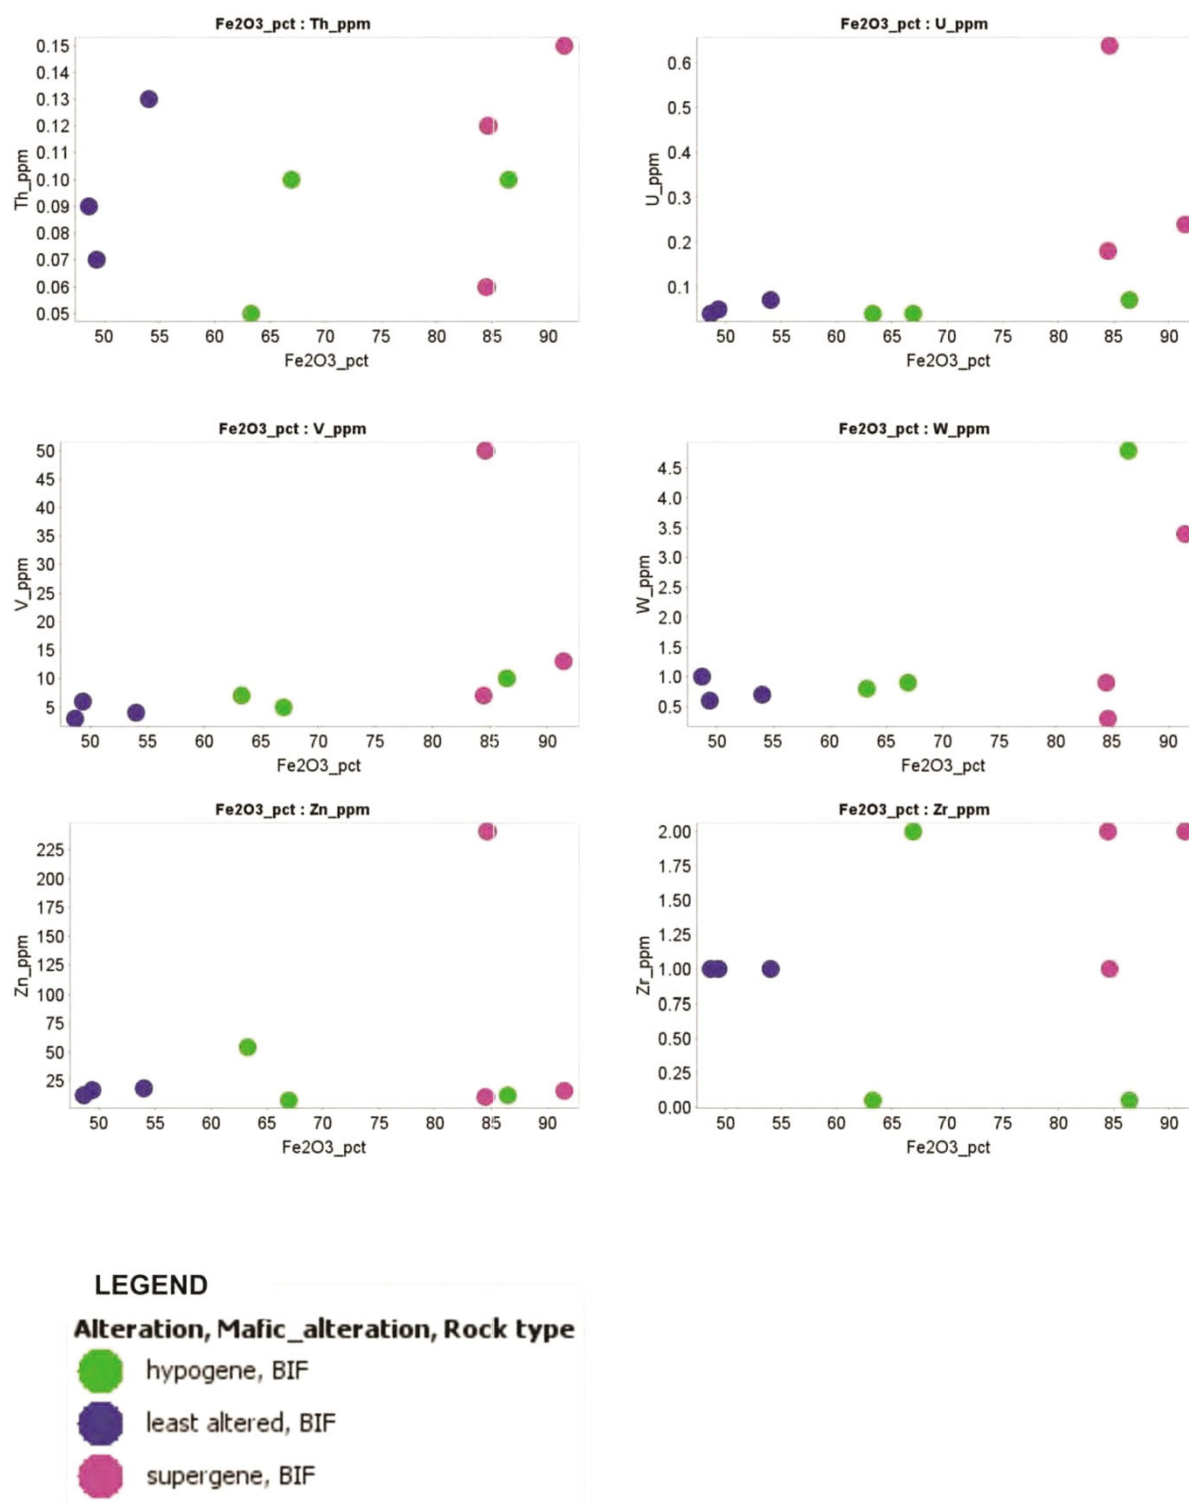 Fe2O3_pct : Th_ppm
Th_ppm
0.15
0.14
0.13
0.12
0.11
0.10
0.09
0.08
0.07
0.06
0.05
50 55 60 65 70 75 80 85 90
Fe2O3_pct
Fe2O3_pct : U_ppm
U_ppm
0.6
0.5
0.4
0.3
0.2
0.1
50 55 60 65 70 75 80 85 90
Fe2O3_pct
Fe2O3_pct : V_ppm
V_ppm
50
45
40
35
30
25
20
15
10
5
50 55 60 65 70 75 80 85 90
Fe2O3_pct
Fe2O3_pct : W_ppm
W_ppm
4.5
4.0
3.5
3.0
2.5
2.0
1.5
1.0
0.5
50 55 60 65 70 75 80 85 90
Fe2O3_pct
Fe2O3_pct : Zn_ppm
Zn_ppm
225
200
175
150
125
100
75
50
25
50 55 60 65 70 75 80 85 90
Fe2O3_pct
Fe2O3_pct : Zr_ppm
Zr_ppm
2.00
1.75
1.50
1.25
1.00
0.75
0.50
0.25
0.00
50 55 60 65 70 75 80 85 90
Fe2O3_pct
LEGEND
Alteration, Mafic_alteration, Rock type
hypogene, BIF
least altered, BIF
supergene, BIF